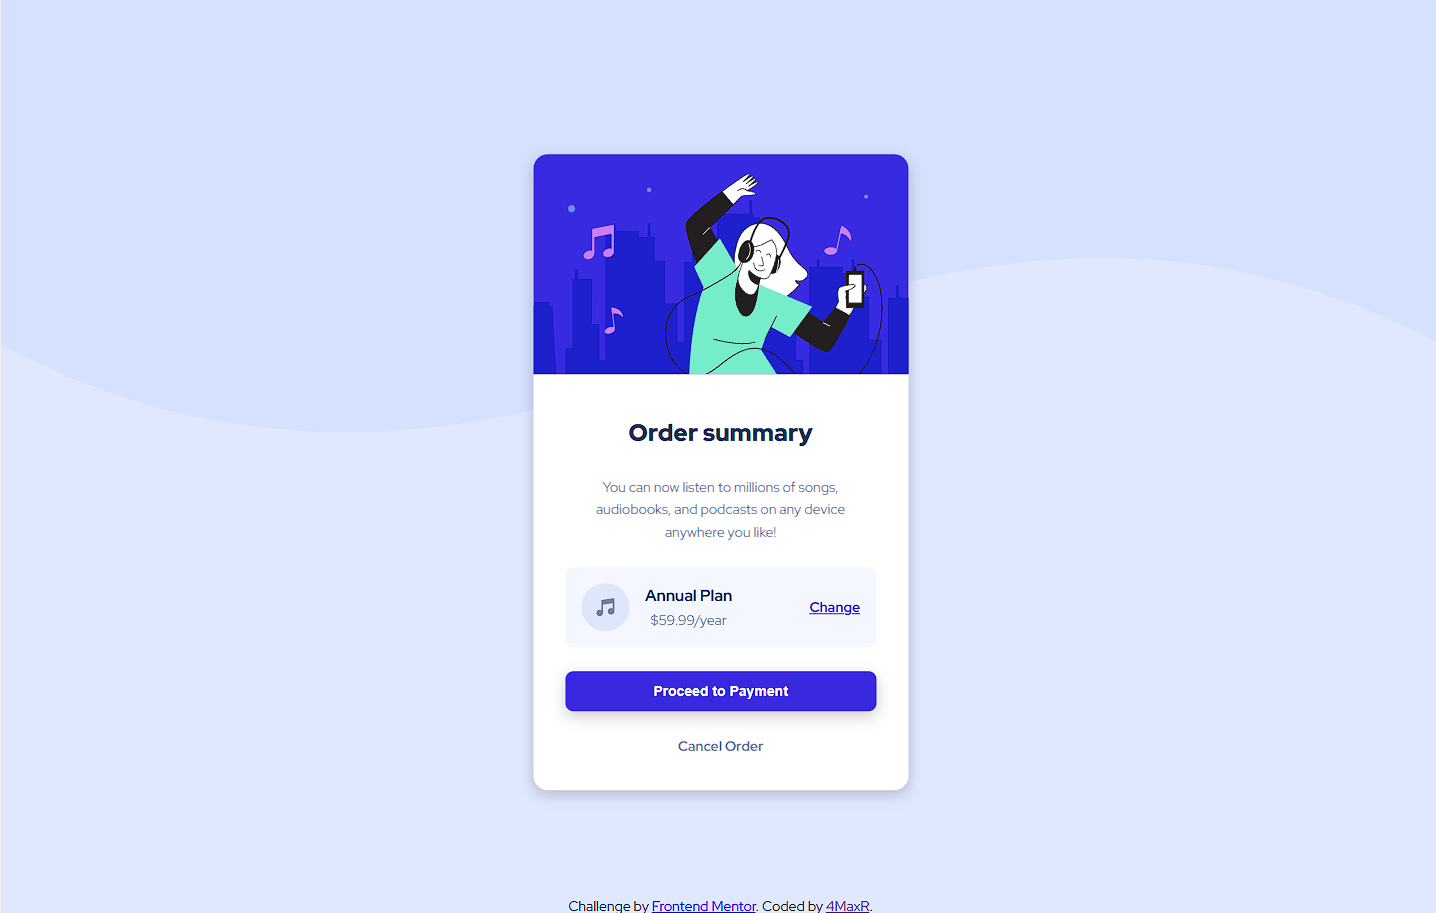 Order summary
You can now listen to millions of songs,
audiobooks, and podcasts on any device
anywhere you like!
Annual Plan
$59.99/year
Change
Proceed to Payment
Cancel Order
Challenge by Frontend Mentor. Coded by 4MaxR.